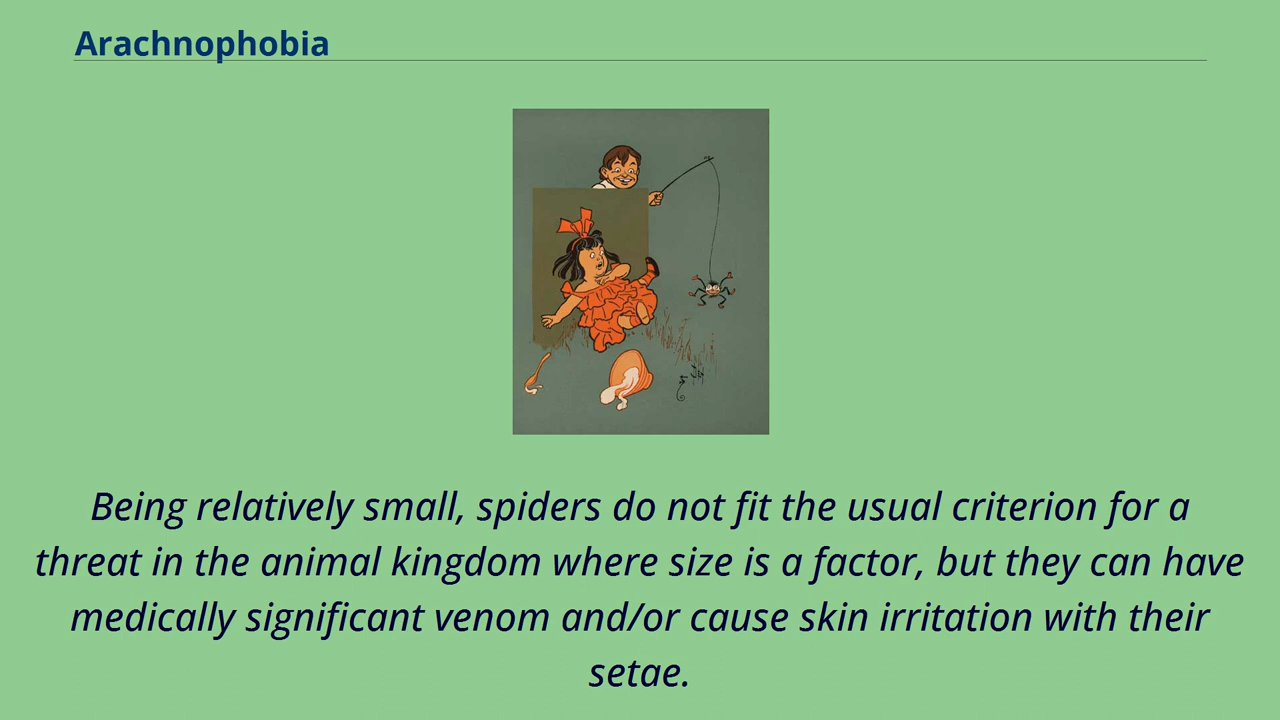 Arachnophobia
Being relatively small, spiders do not fit the usual criterion for a
threat in the animal kingdom where size is a factor, but they can have
medically significant venom and/or cause skin irritation with their
setae.